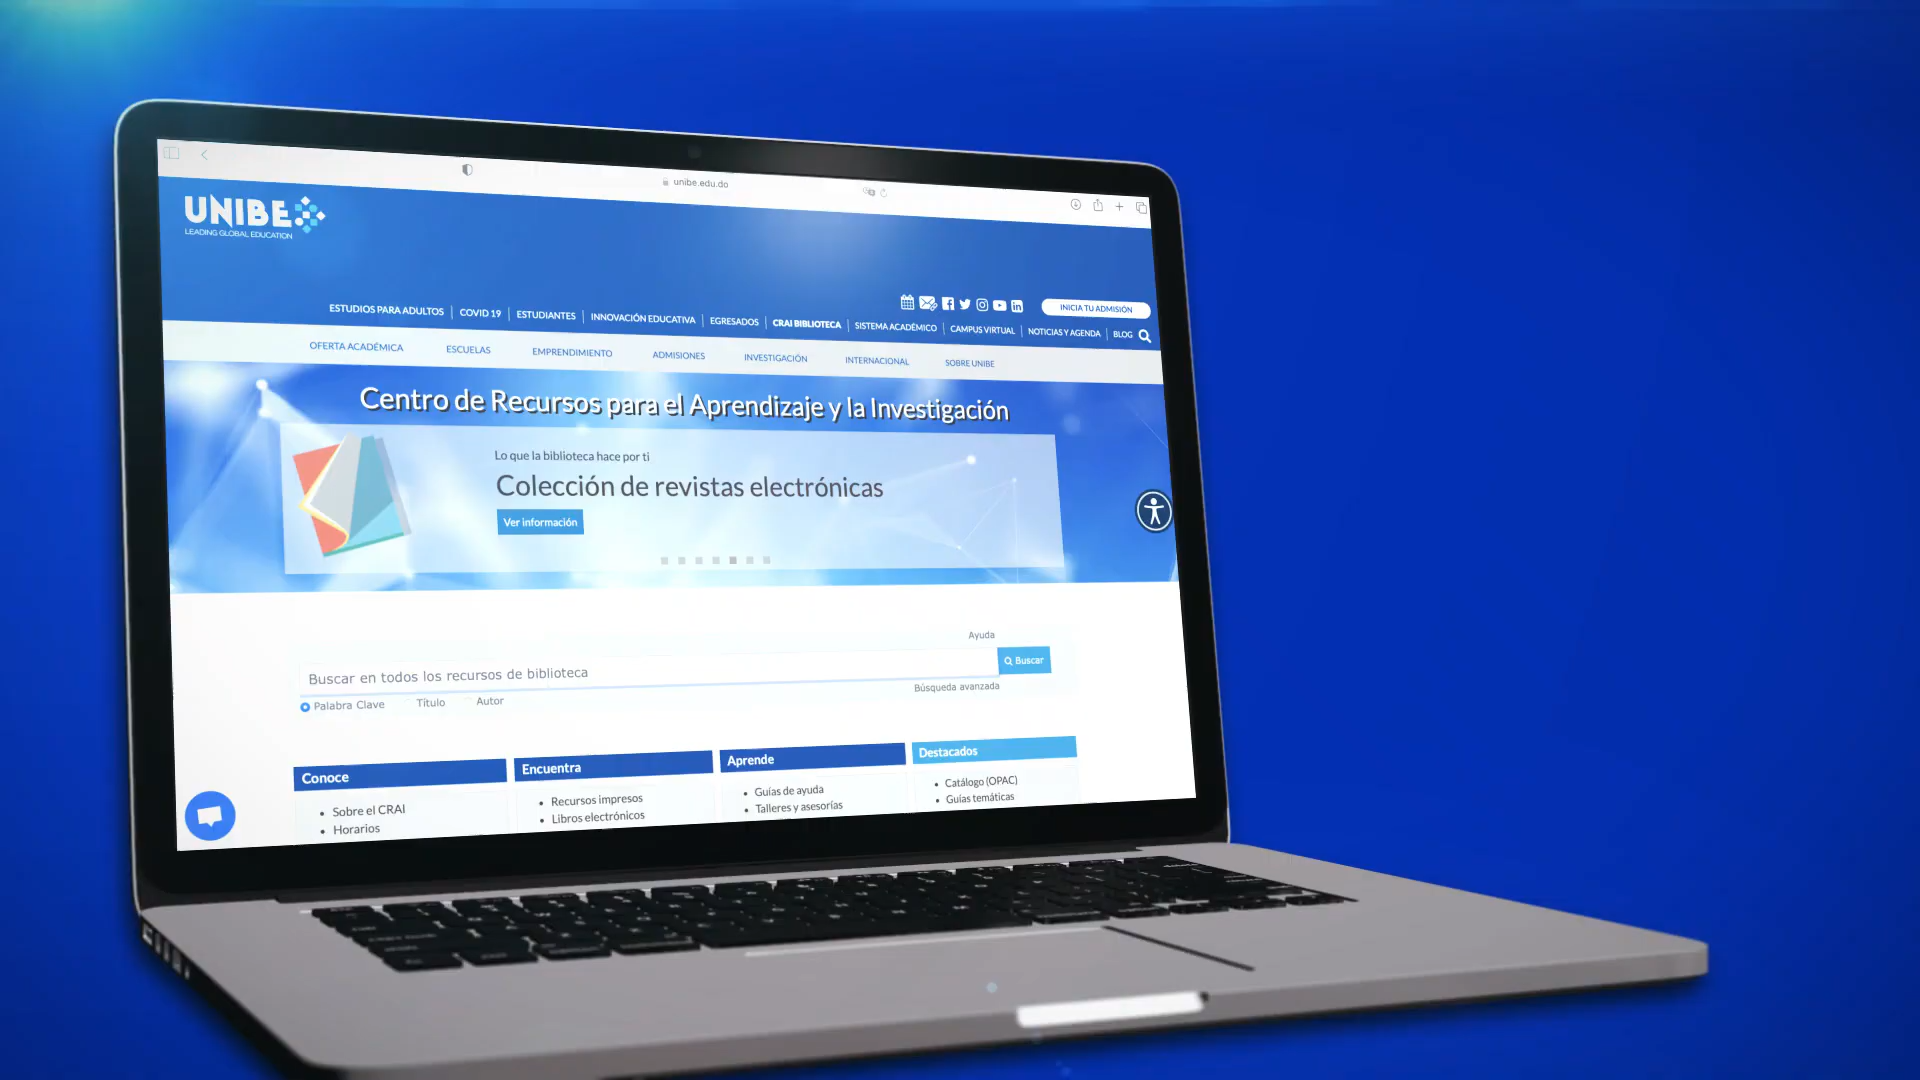 unibe.edu.do
UNIBE
LEADING GLOBAL EDUCATION
INICIA TU ADMISIÓN
ESTUDIOS PARA ADULTOS | COVID 19 | ESTUDIANTES | INNOVACIÓN EDUCATIVA | EGRESADOS | CRAI BIBLIOTECA | SISTEMA ACADÉMICO | CAMPUS VIRTUAL | NOTICIAS Y AGENDA | BLOG
OFERTA ACADÉMICA ESCUELAS EMPRENDIMIENTO ADMISIONES INVESTIGACIÓN INTERNACIONAL SOBRE UNIBE
Centro de Recursos para el Aprendizaje y la Investigación
Lo que la biblioteca hace por ti
Colección de revistas electrónicas
Ver información
Ayuda
Buscar en todos los recursos de biblioteca
Buscar
Palabra Clave Título Autor
Búsqueda avanzada
Conoce
• Sobre el CRAI
• Horarios
Encuentra
• Recursos impresos
• Libros electrónicos
Aprende
• Guías de ayuda
• Talleres y asesorías
Destacados
• Catálogo (OPAC)
• Guías temáticas